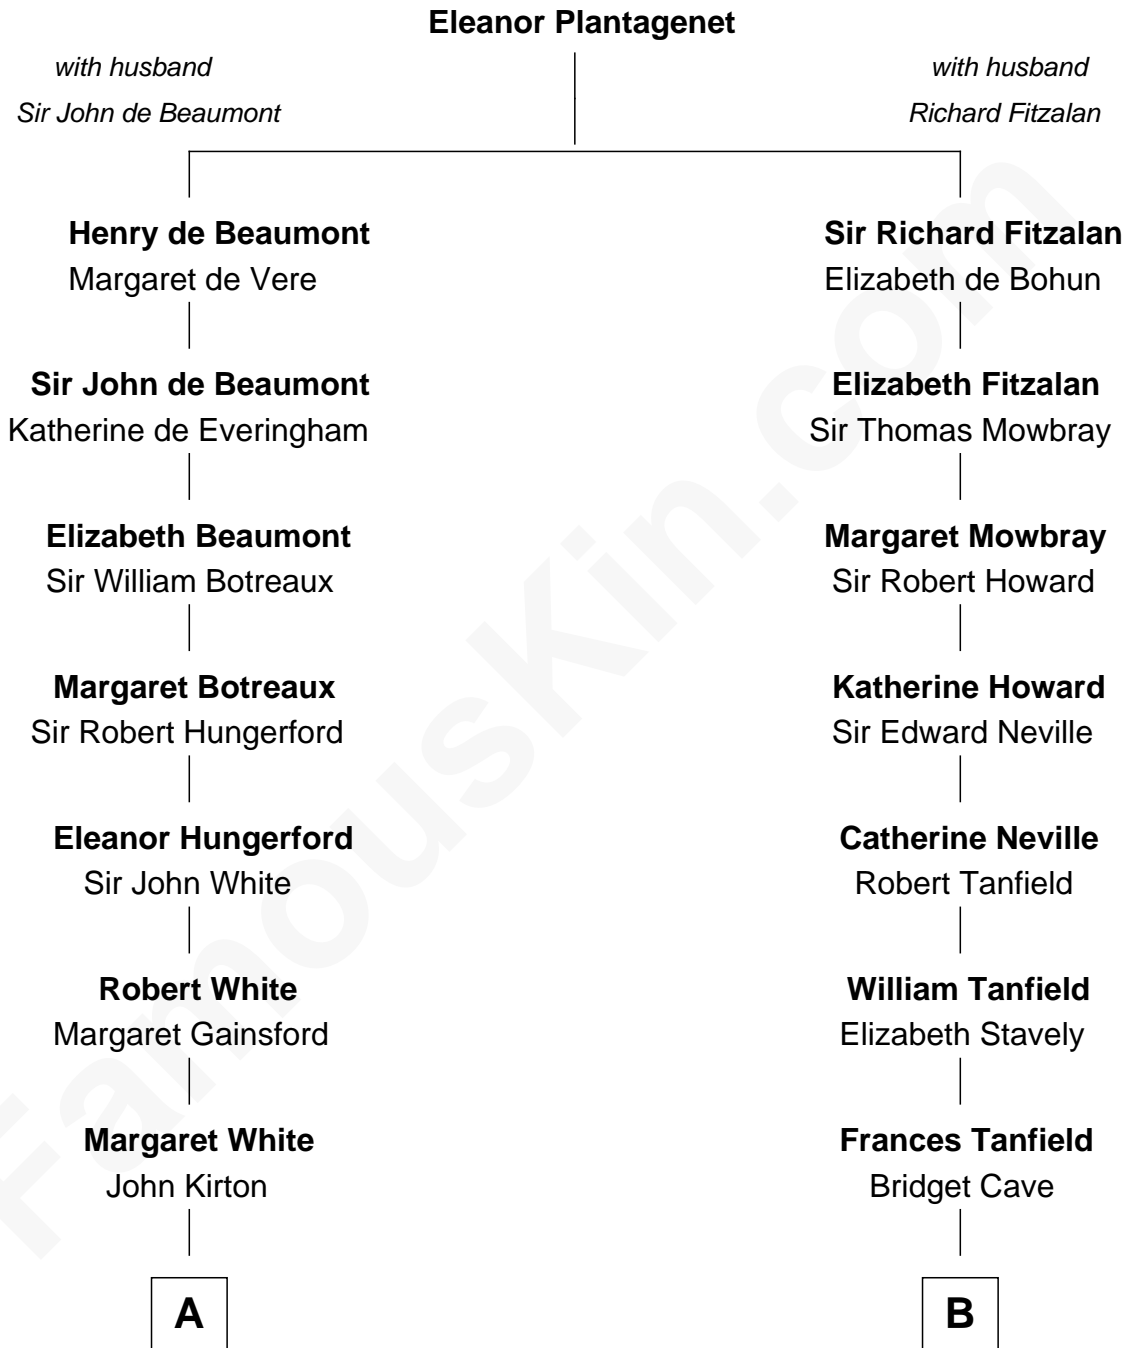 Eleanor Plantagenet
with husband
Sir John de Beaumont
with husband
Richard Fitzalan
Henry de Beaumont
Margaret de Vere
Sir John de Beaumont
Katherine de Everingham
Elizabeth Beaumont
Sir William Botreaux
Margaret Botreaux
Sir Robert Hungerford
Eleanor Hungerford
Sir John White
Robert White
Margaret Gainsford
Margaret White
John Kirton
A
Sir Richard Fitzalan
Elizabeth de Bohun
Elizabeth Fitzalan
Sir Thomas Mowbray
Margaret Mowbray
Sir Robert Howard
Katherine Howard
Sir Edward Neville
Catherine Neville
Robert Tanfield
William Tanfield
Elizabeth Stavely
Frances Tanfield
Bridget Cave
B
FamousKin.com